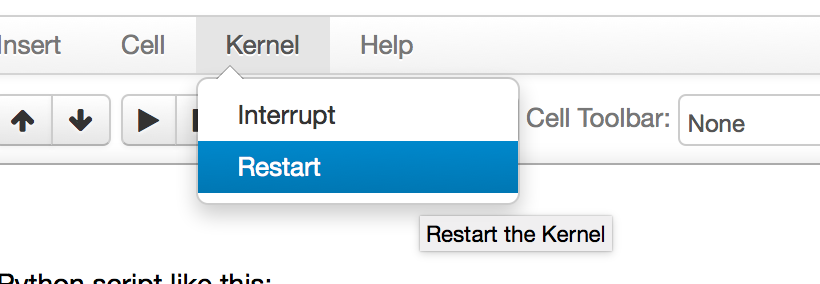 Insert Cell Kernel Help
Interrupt
Cell Toolbar: None
Restart
Restart the Kernel
Python script like this: